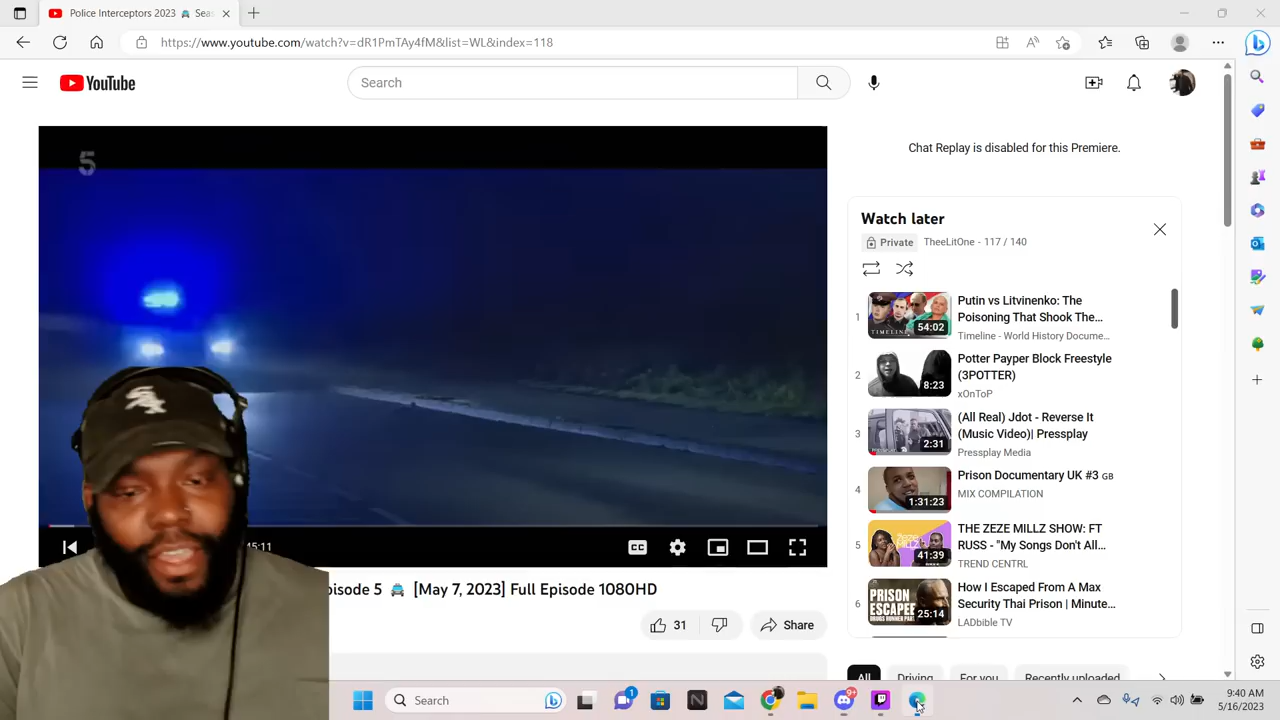 Police Interceptors 2023 🚔 Sea
https://www.youtube.com/watch?v=dR1PmTAy4fM&list=WL&index=118
YouTube
Search
5
Chat Replay is disabled for this Premiere.
Watch later
Private TheeLitOne - 117 / 140
1
Putin vs Litvinenko: The
Poisoning That Shook The...
Timeline - World History Docume...
TIMELINE
54:02
2
Potter Payper Block Freestyle
(3POTTER)
xOnToP
8:23
3
(All Real) Jdot - Reverse It
(Music Video)| Pressplay
Pressplay Media
2:31
4
Prison Documentary UK #3 GB
MIX COMPILATION
1:31:23
5
THE ZEZE MILLZ SHOW: FT
RUSS - "My Songs Don't All...
TREND CENTRL
41:39
6
How I Escaped From A Max
Security Thai Prison | Minute...
LADbible TV
PRISON
ESCAPEE
25:14
45:11
CC
isode 5 🚔 [May 7, 2023] Full Episode 1080HD
31
Share
All Driving For you Recently uploaded
Search
1
9+
9:40 AM
5/16/2023